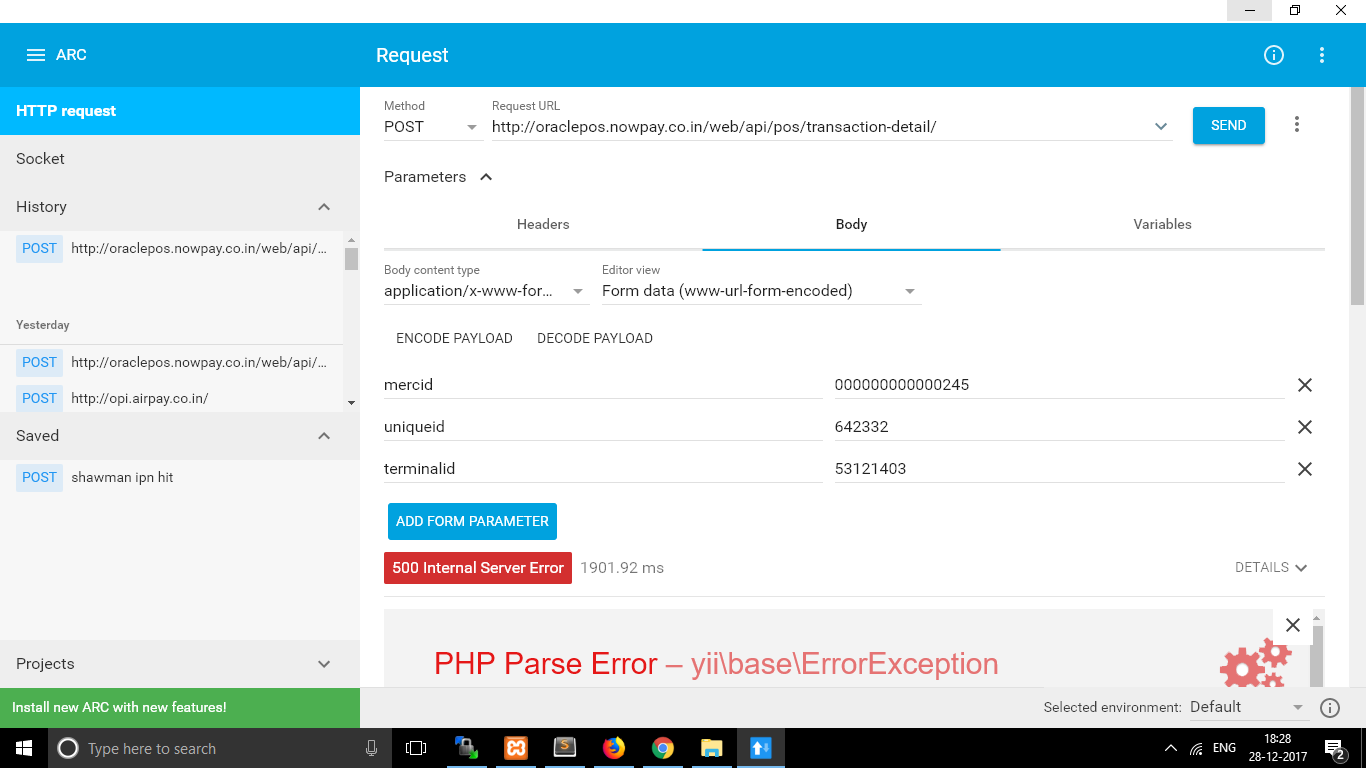 ARC
Request
HTTP request
Socket
History
POST http://oraclepos.nowpay.co.in/web/api/...
Yesterday
POST http://oraclepos.nowpay.co.in/web/api/...
POST http://opi.airpay.co.in/
Saved
POST shawman ipn hit
Projects
Install new ARC with new features!
Method
POST
Request URL
http://oraclepos.nowpay.co.in/web/api/pos/transaction-detail/
SEND
Parameters
Headers Body Variables
Body content type
application/x-www-for...
Editor view
Form data (www-url-form-encoded)
ENCODE PAYLOAD DECODE PAYLOAD
mercid 000000000000245
uniqueid 642332
terminalid 53121403
ADD FORM PARAMETER
500 Internal Server Error 1901.92 ms DETAILS
PHP Parse Error – yii\base\ErrorException
Selected environment: Default
Type here to search
ENG
18:28
28-12-2017
2